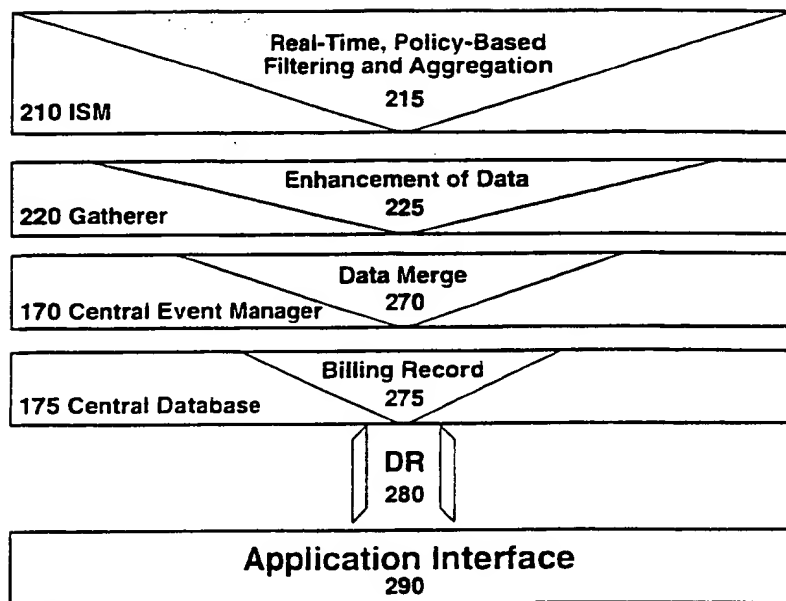 Real-Time, Policy-Based
Filtering and Aggregation
215
210 ISM
Enhancement of Data
225
220 Gatherer
Data Merge
270
170 Central Event Manager
Billing Record
275
175 Central Database
DR
280
Application Interface
290